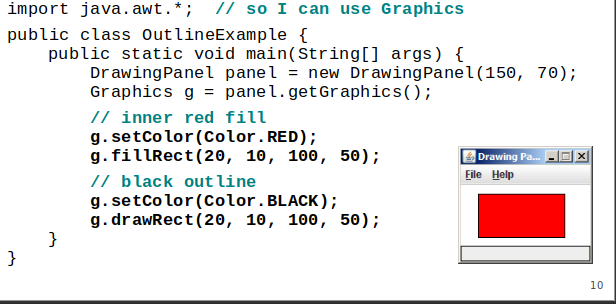 import java.awt.*;  // so I can use Graphics
public class OutlineExample {
    public static void main(String[] args) {
        DrawingPanel panel = new DrawingPanel(150, 70);
        Graphics g = panel.getGraphics();
        // inner red fill
        g.setColor(Color.RED);
        g.fillRect(20, 10, 100, 50);
        // black outline
        g.setColor(Color.BLACK);
        g.drawRect(20, 10, 100, 50);
    }
}
Drawing Pa...
File Help
10